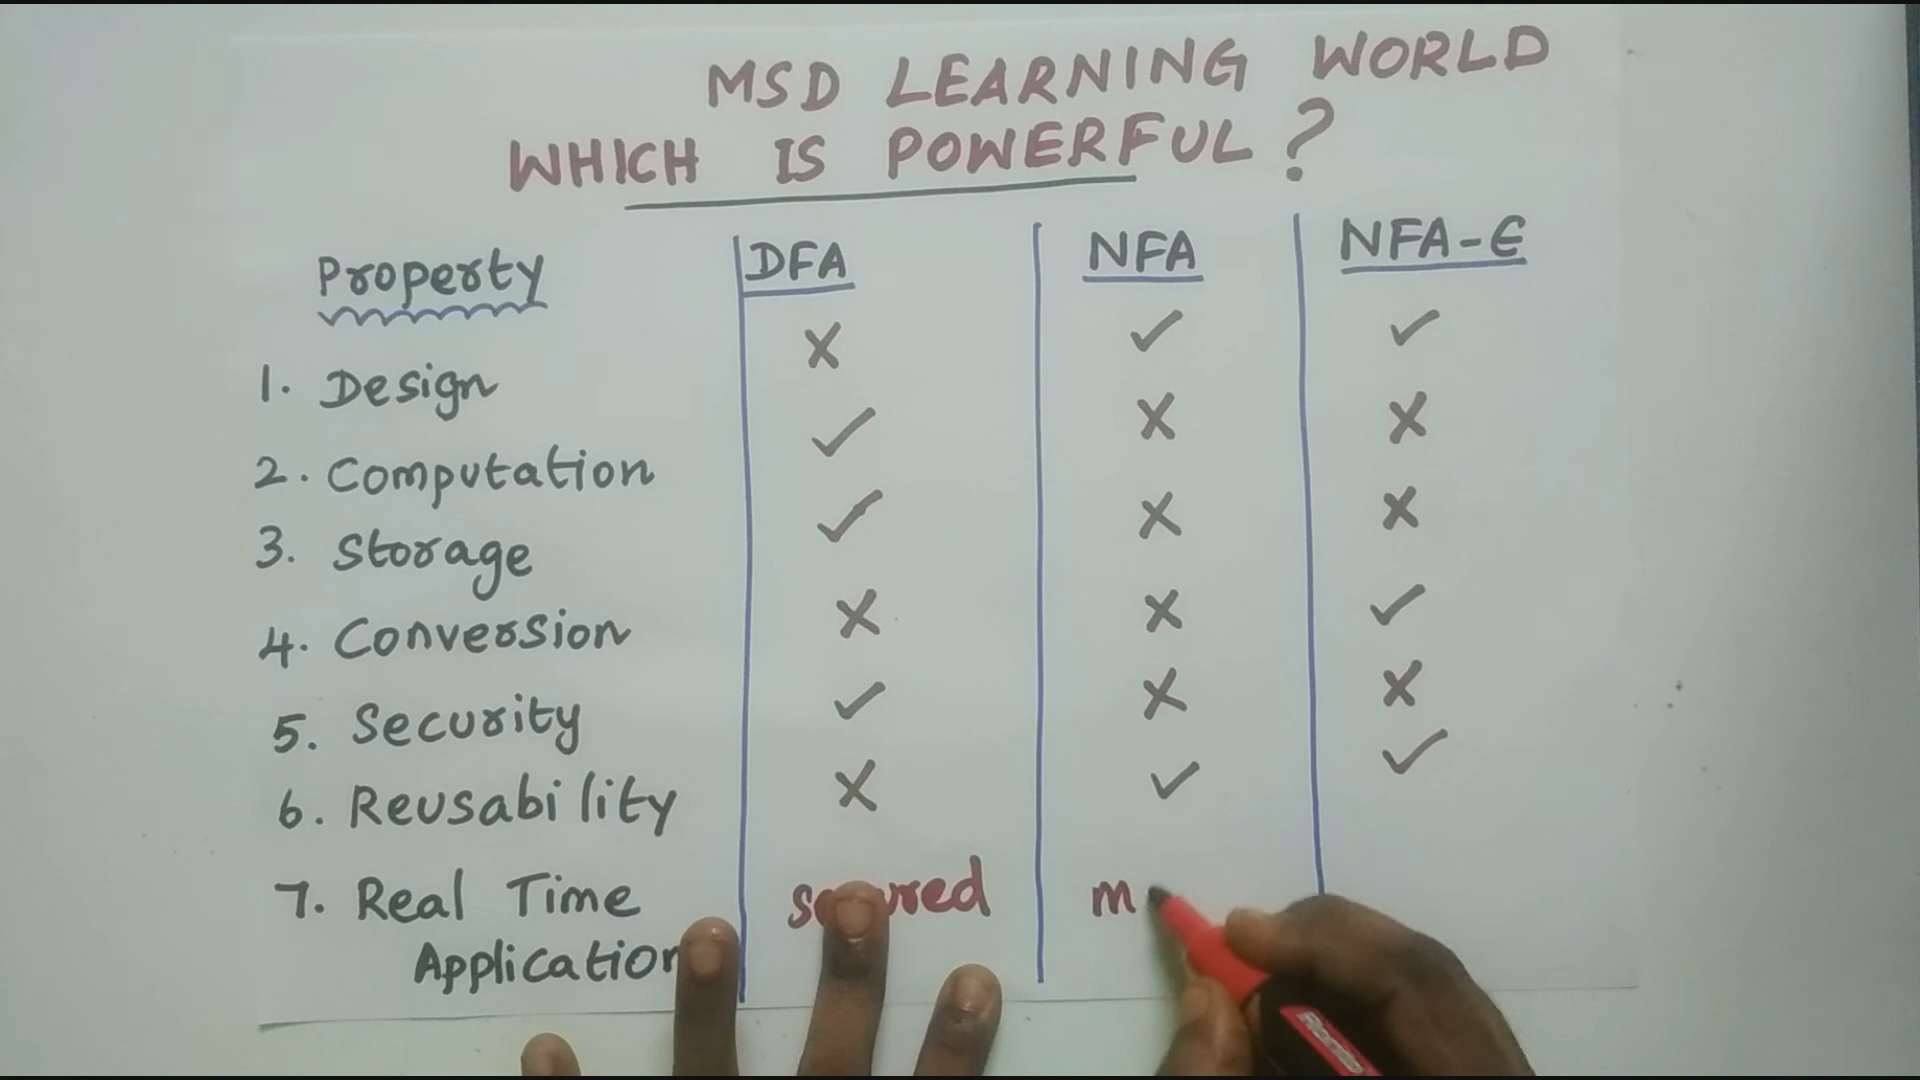 MSD LEARNING WORLD
WHICH IS POWERFUL?
Property DFA NFA NFA-ε
1. Design X ✓ ✓
2. Computation ✓ X X
3. Storage ✓ X X
4. Conversion X X ✓
5. Security ✓ X X
6. Reusability X ✓ ✓
7. Real Time secured m
Application